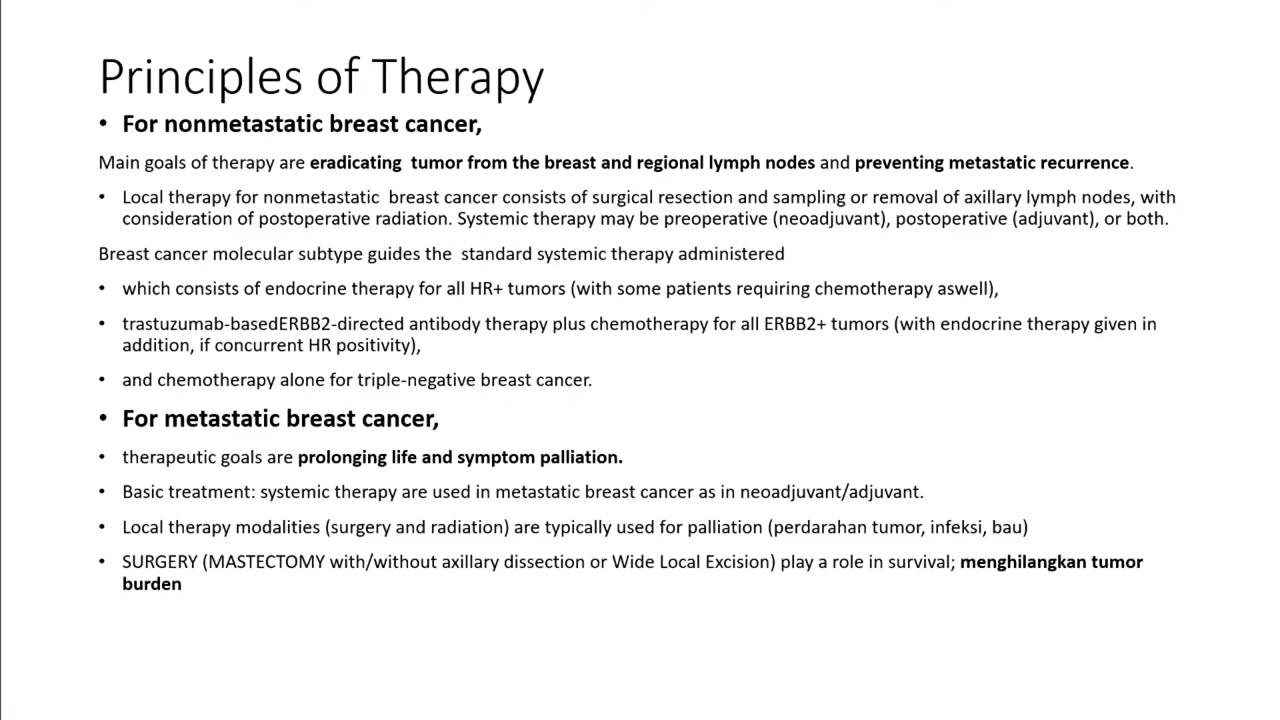 Principles of Therapy
• For nonmetastatic breast cancer,
Main goals of therapy are eradicating  tumor from the breast and regional lymph nodes and preventing metastatic recurrence.
• Local therapy for nonmetastatic  breast cancer consists of surgical resection and sampling or removal of axillary lymph nodes, with
consideration of postoperative radiation. Systemic therapy may be preoperative (neoadjuvant), postoperative (adjuvant), or both.
Breast cancer molecular subtype guides the  standard systemic therapy administered
• which consists of endocrine therapy for all HR+ tumors (with some patients requiring chemotherapy aswell),
• trastuzumab-basedERBB2-directed antibody therapy plus chemotherapy for all ERBB2+ tumors (with endocrine therapy given in
addition, if concurrent HR positivity),
• and chemotherapy alone for triple-negative breast cancer.
• For metastatic breast cancer,
• therapeutic goals are prolonging life and symptom palliation.
• Basic treatment: systemic therapy are used in metastatic breast cancer as in neoadjuvant/adjuvant.
• Local therapy modalities (surgery and radiation) are typically used for palliation (perdarahan tumor, infeksi, bau)
• SURGERY (MASTECTOMY with/without axillary dissection or Wide Local Excision) play a role in survival; menghilangkan tumor
burden